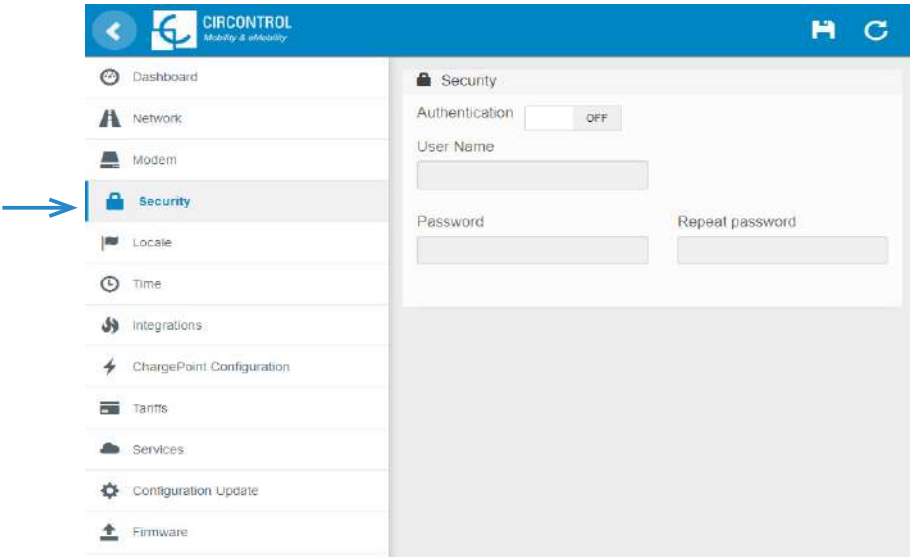 CIRCONTROL
Mobility & eMobility
Dashboard
Network
Modem
Security
Locale
Time
Integrations
ChargePoint Configuration
Tariffs
Services
Configuration Update
Firmware
Security
Authentication OFF
User Name
Password Repeat password